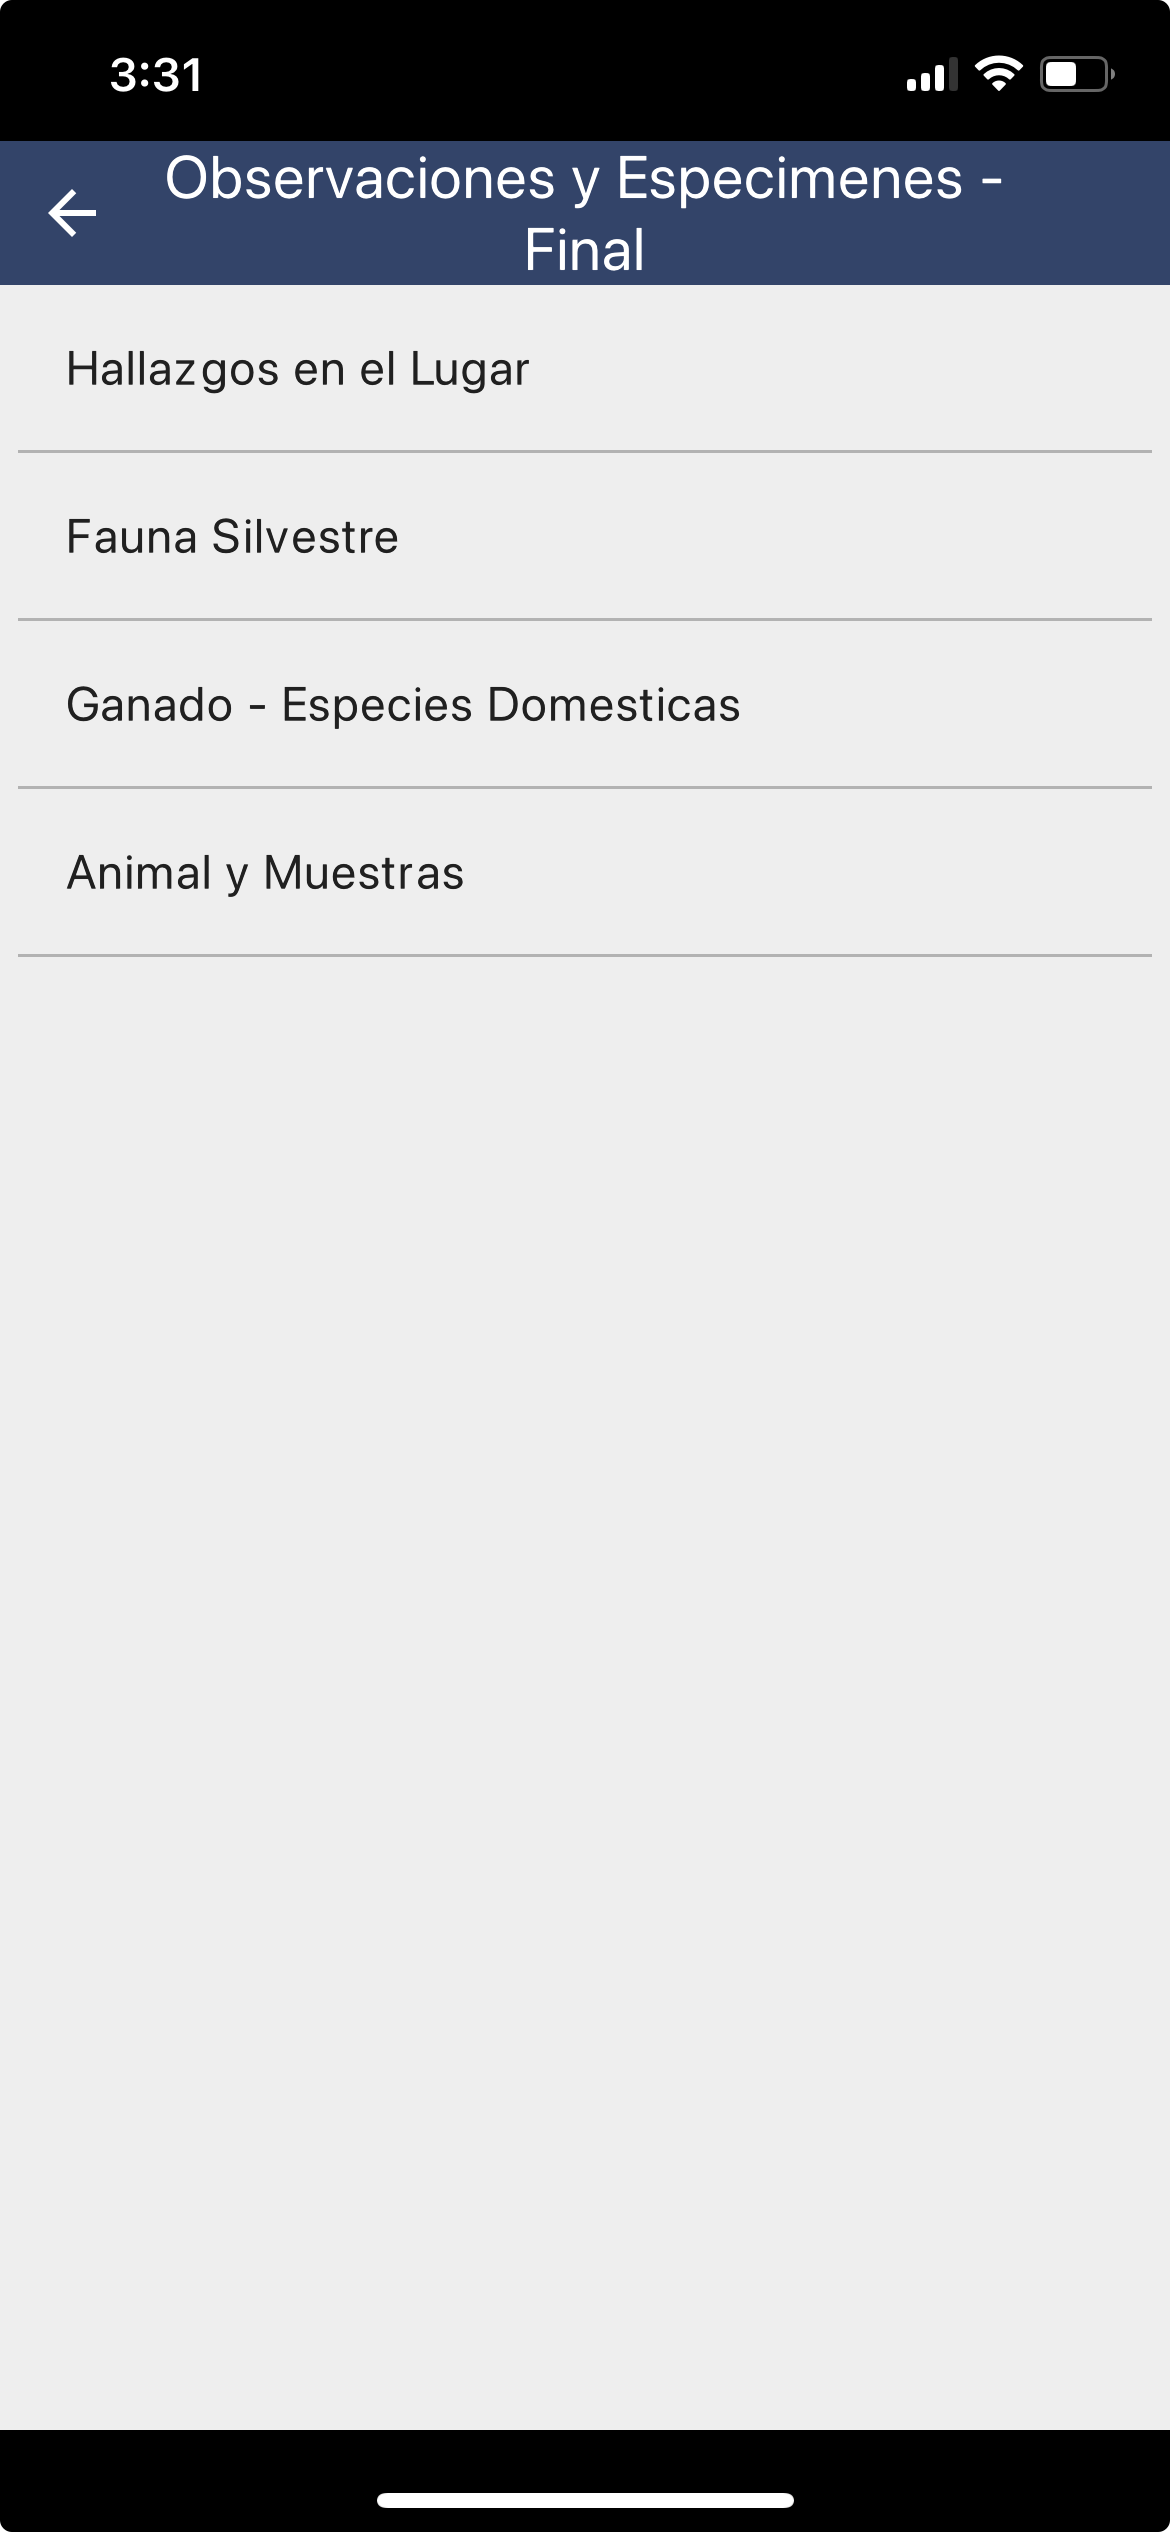 3:31
Observaciones y Especimenes -
Final
Hallazgos en el Lugar
Fauna Silvestre
Ganado - Especies Domesticas
Animal y Muestras